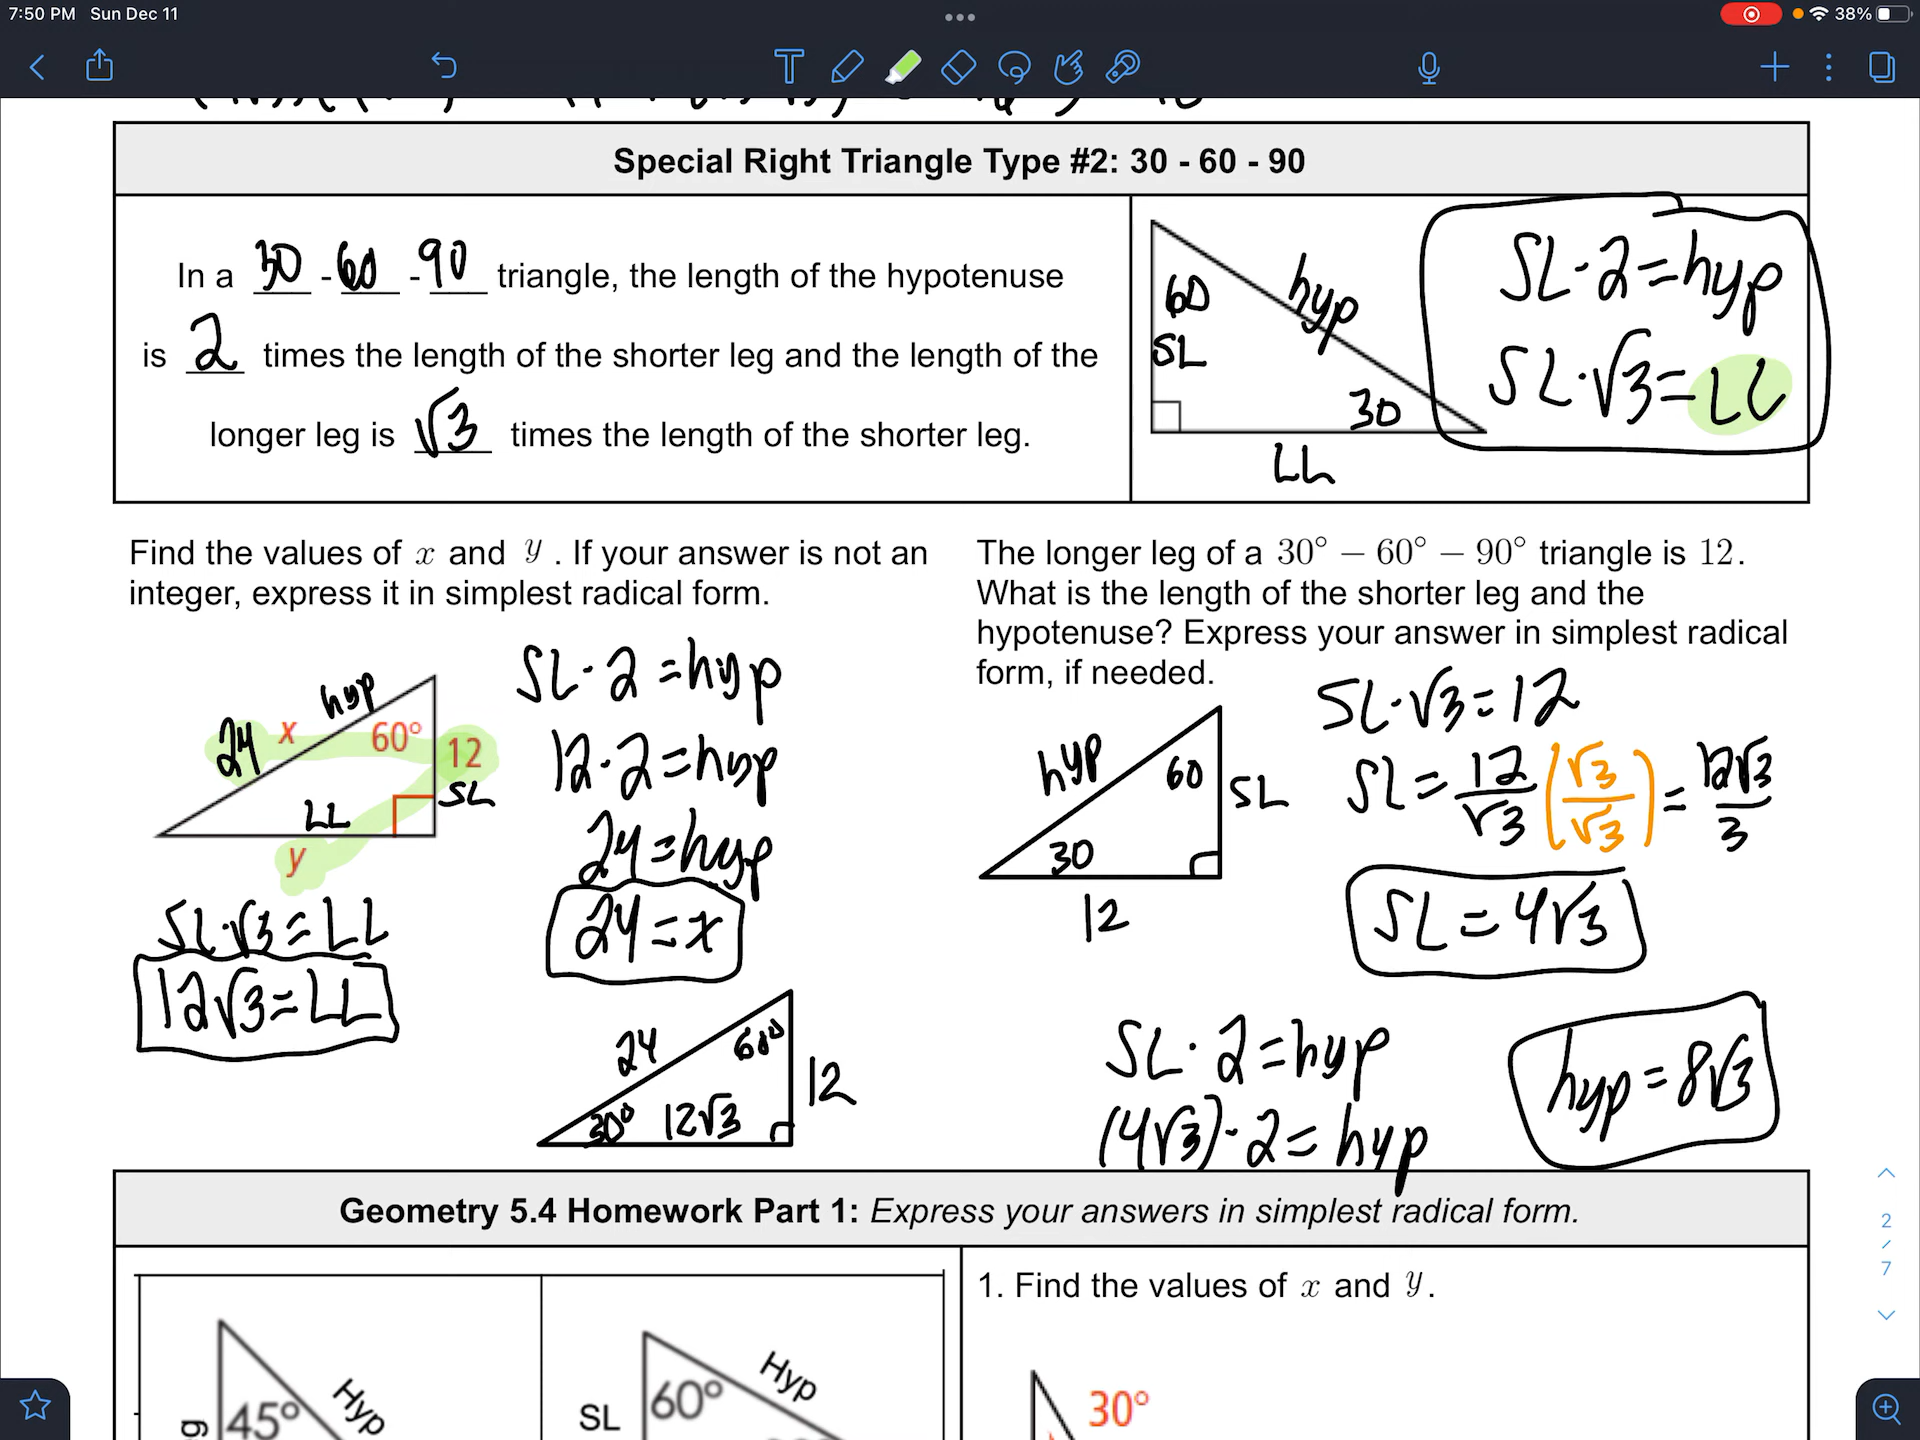 7:50 PM Sun Dec 11
38%
Special Right Triangle Type #2: 30 - 60 - 90
In a 30 - 60 - 90 triangle, the length of the hypotenuse
is 2 times the length of the shorter leg and the length of the
longer leg is √3 times the length of the shorter leg.
60
SL
hyp
30
LL
SL·2=hyp
SL·√3=LL
Find the values of x and y . If your answer is not an
integer, express it in simplest radical form.
hyp
24
x
60°
12
SL
LL
y
SL·2=hyp
12·2=hyp
24=hyp
24=x
SL·√3=LL
12√3=LL
24
60°
12
30°
12√3
The longer leg of a 30° – 60° – 90° triangle is 12.
What is the length of the shorter leg and the
hypotenuse? Express your answer in simplest radical
form, if needed.
hyp
60
SL
30
12
SL·√3=12
SL=12/√3(√3/√3)=12√3/3
SL=4√3
SL·2=hyp
(4√3)·2=hyp
hyp=8√3
Geometry 5.4 Homework Part 1: Express your answers in simplest radical form.
45°
Hyp
SL
60°
Hyp
1. Find the values of x and y .
30°
2
/
7